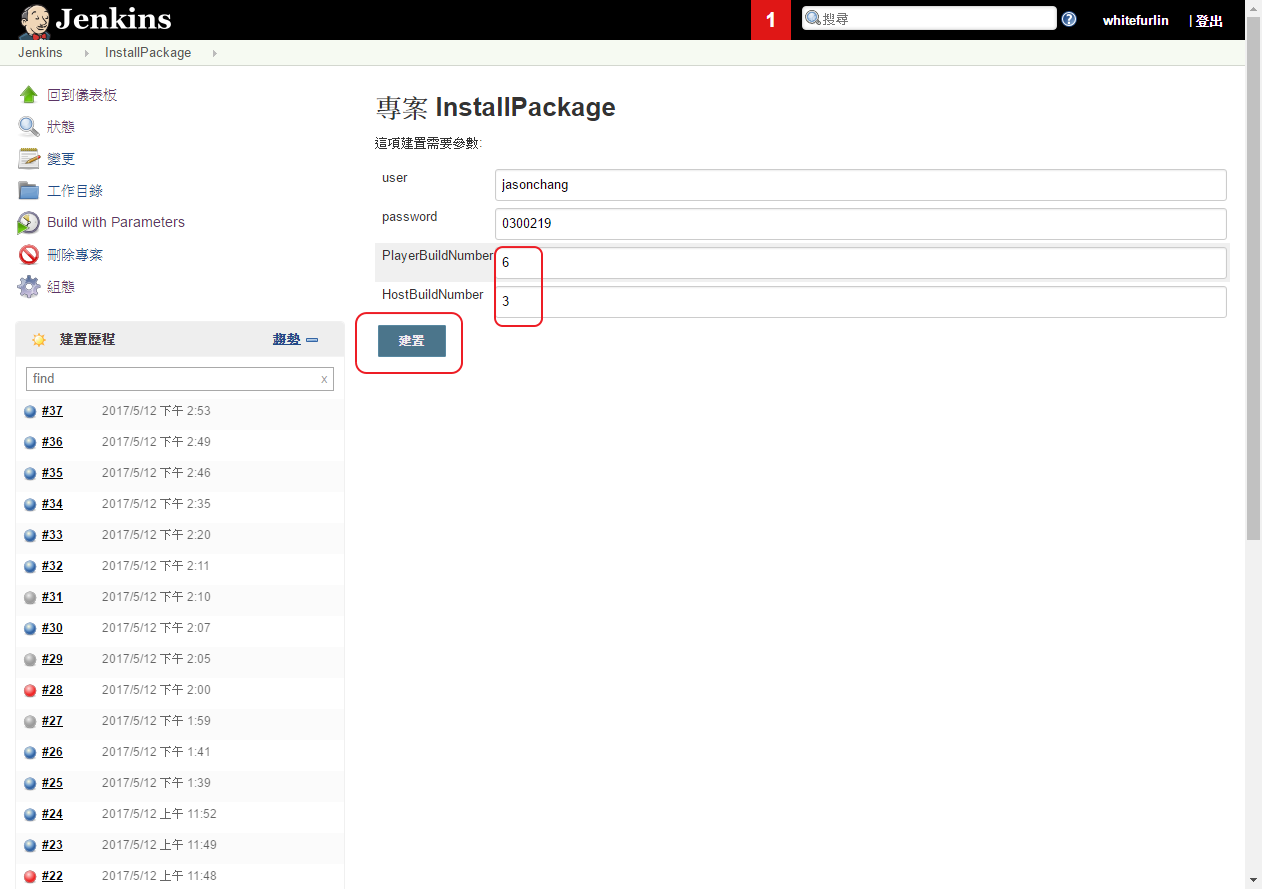 Jenkins
1
搜尋
whitefurlin
| 登出
Jenkins
InstallPackage
回到儀表板
狀態
變更
工作目錄
Build with Parameters
刪除專案
組態
建置歷程
趨勢
find
x
#37 2017/5/12 下午 2:53
#36 2017/5/12 下午 2:49
#35 2017/5/12 下午 2:46
#34 2017/5/12 下午 2:35
#33 2017/5/12 下午 2:20
#32 2017/5/12 下午 2:11
#31 2017/5/12 下午 2:10
#30 2017/5/12 下午 2:07
#29 2017/5/12 下午 2:05
#28 2017/5/12 下午 2:00
#27 2017/5/12 下午 1:59
#26 2017/5/12 下午 1:41
#25 2017/5/12 下午 1:39
#24 2017/5/12 上午 11:52
#23 2017/5/12 上午 11:49
#22 2017/5/12 上午 11:48
專案 InstallPackage
這項建置需要參數:
user jasonchang
password 0300219
PlayerBuildNumber 6
HostBuildNumber 3
建置